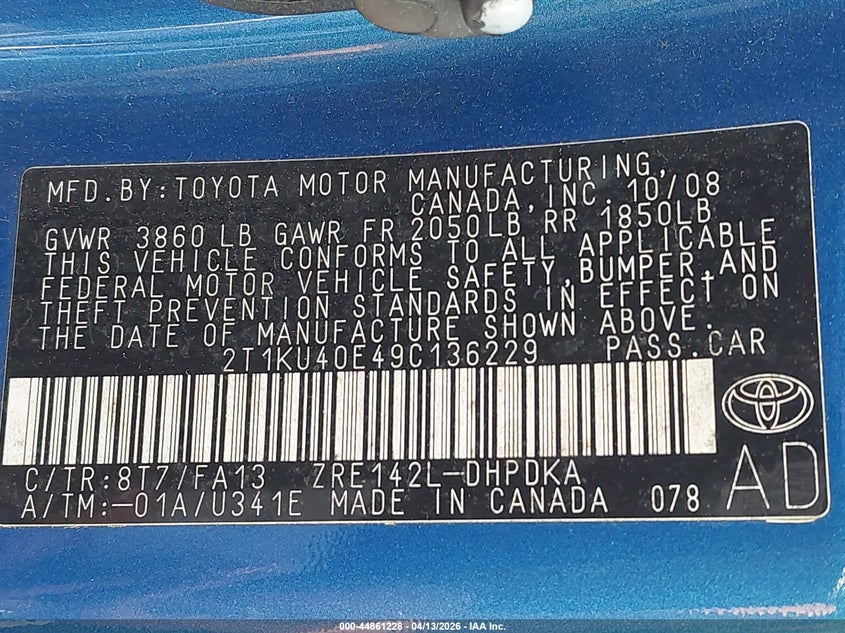 MFD.BY:TOYOTA MOTOR MANUFACTURING,
CANADA, INC. 10/08
GVWR 3860 LB GAWR FR 2050LB RR 1850LB
THIS VEHICLE CONFORMS TO ALL APPLICABLE
FEDERAL MOTOR VEHICLE SAFETY,BUMPER,AND
THEFT PREVENTION STANDARDS IN EFFECT ON
THE DATE OF MANUFACTURE SHOWN ABOVE.
2T1KU40E49C136229 PASS.CAR
C/TR:8T7/FA13 ZRE142L-DHPDKA
A/TM:-01A/U341E MADE IN CANADA 078
AD
000-44861228 - 04/13/2026 - IAA Inc.